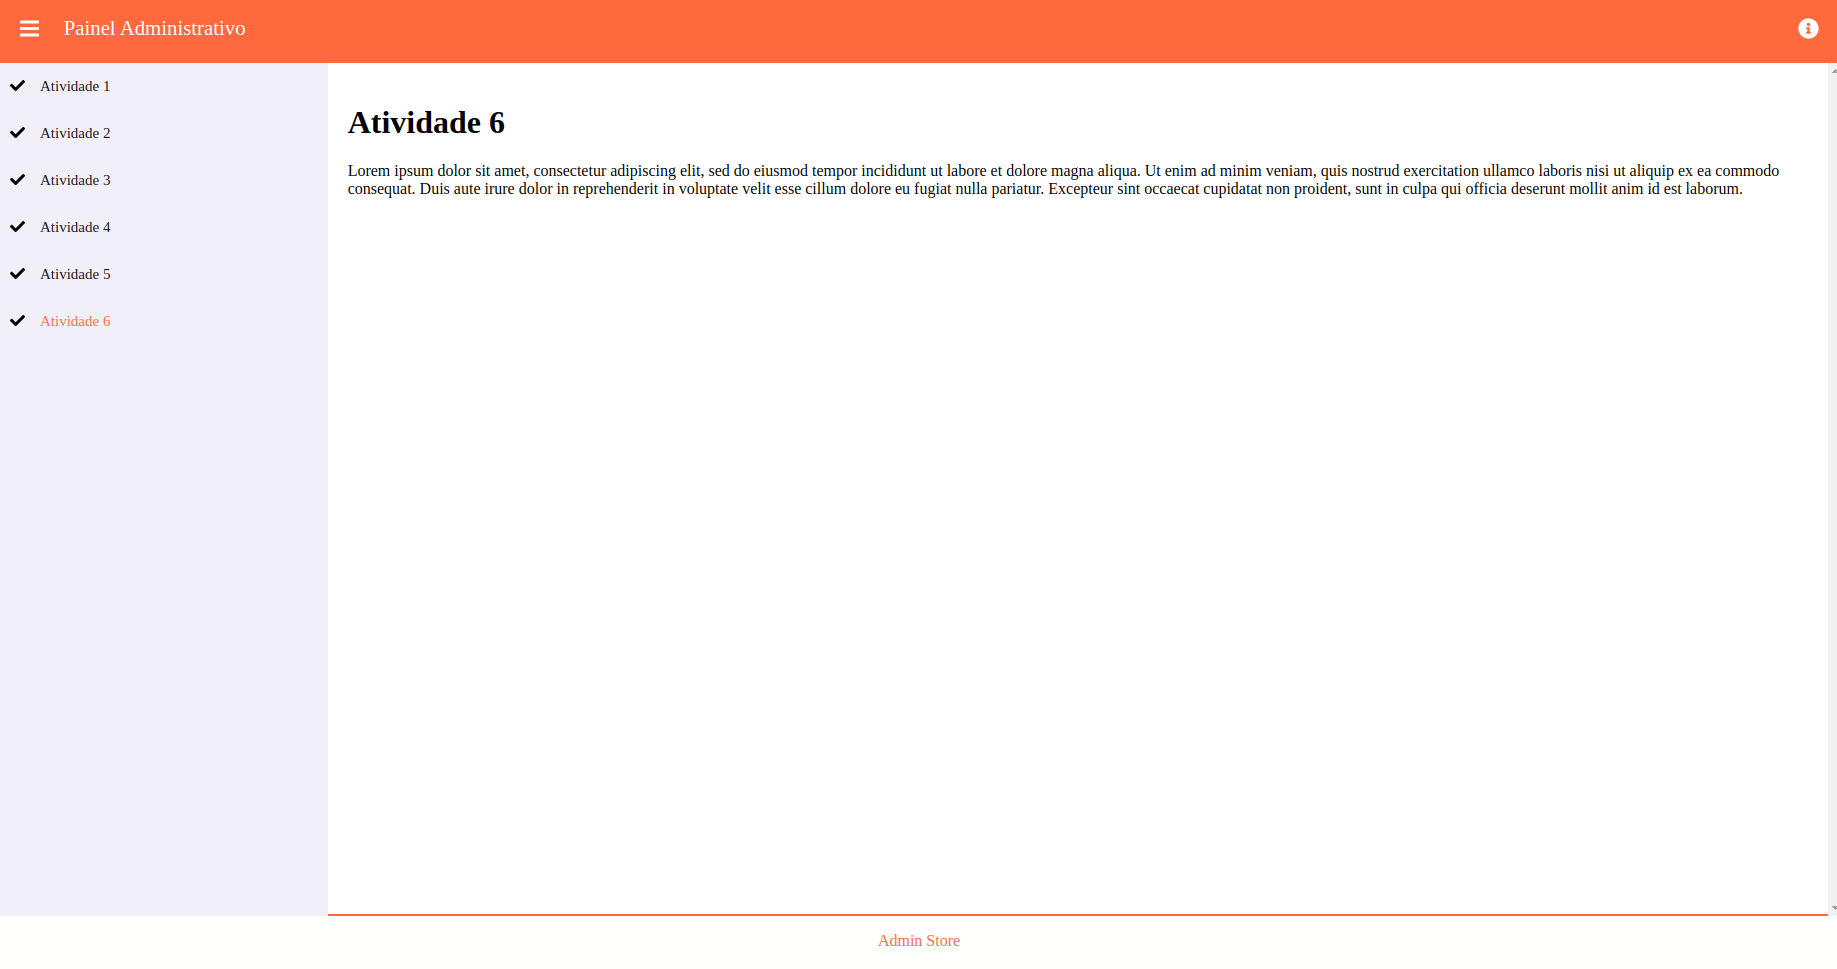 Painel Administrativo
Atividade 1
Atividade 2
Atividade 3
Atividade 4
Atividade 5
Atividade 6
Atividade 6
Lorem ipsum dolor sit amet, consectetur adipiscing elit, sed do eiusmod tempor incididunt ut labore et dolore magna aliqua. Ut enim ad minim veniam, quis nostrud exercitation ullamco laboris nisi ut aliquip ex ea commodo
consequat. Duis aute irure dolor in reprehenderit in voluptate velit esse cillum dolore eu fugiat nulla pariatur. Excepteur sint occaecat cupidatat non proident, sunt in culpa qui officia deserunt mollit anim id est laborum.
Admin Store